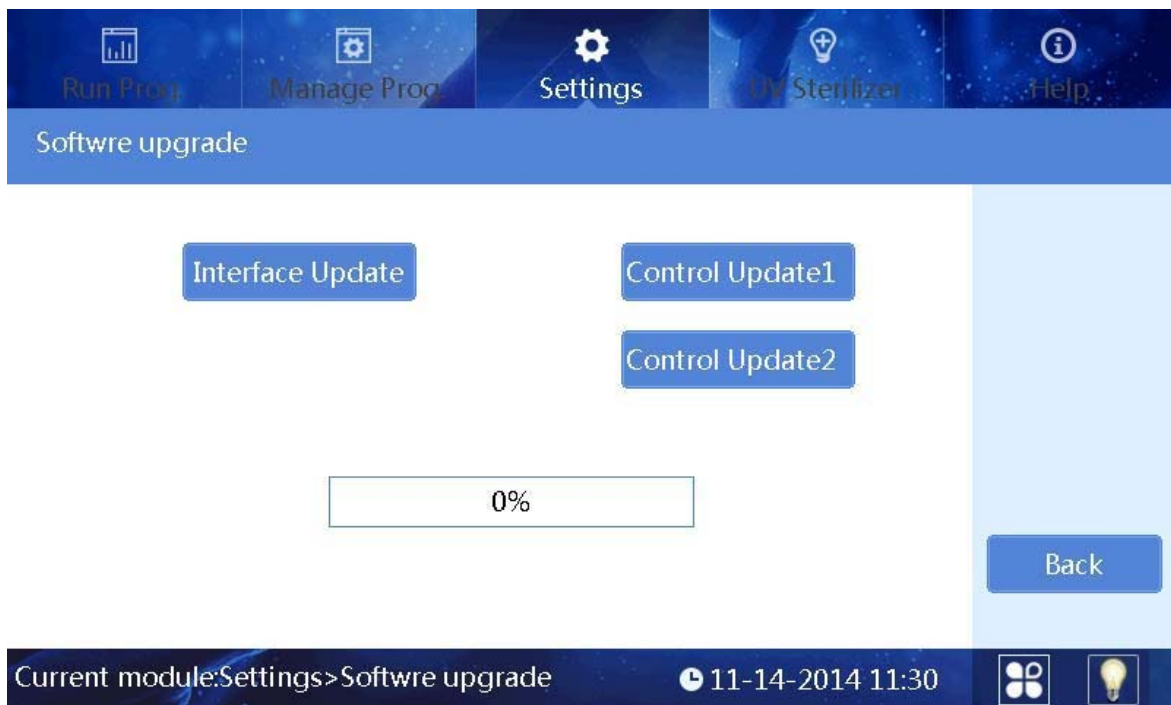 Run Prog.
Manage Prog.
Settings
UV Sterilizer
Help
Softwre upgrade
Interface Update
Control Update1
Control Update2
0%
Back
Current module:Settings>Softwre upgrade
11-14-2014 11:30